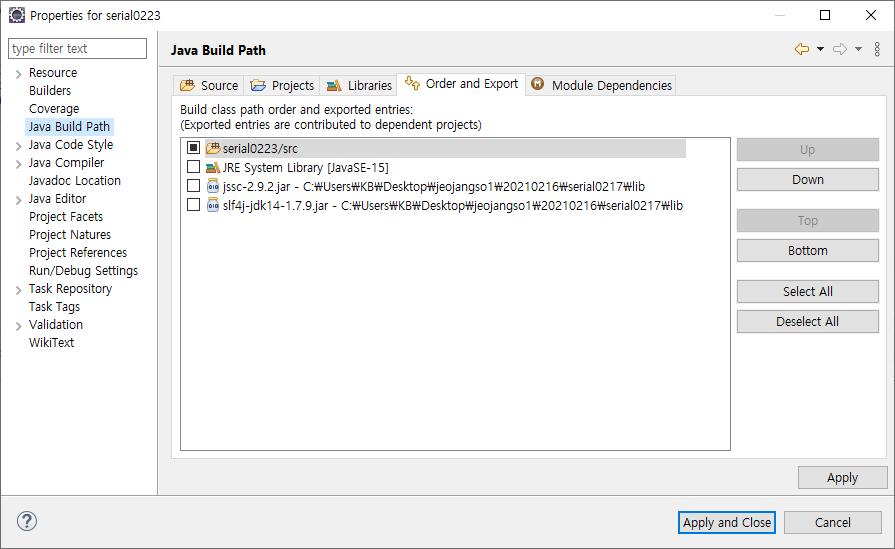 Properties for serial0223
type filter text
Resource
Builders
Coverage
Java Build Path
Java Code Style
Java Compiler
Javadoc Location
Java Editor
Project Facets
Project Natures
Project References
Run/Debug Settings
Task Repository
Task Tags
Validation
WikiText
Java Build Path
Source Projects Libraries Order and Export M Module Dependencies
Build class path order and exported entries:
(Exported entries are contributed to dependent projects)
serial0223/src
JRE System Library [JavaSE-15]
jssc-2.9.2.jar - C:₩Users₩KB₩Desktop₩jeojangso1₩20210216₩serial0217₩lib
slf4j-jdk14-1.7.9.jar - C:₩Users₩KB₩Desktop₩jeojangso1₩20210216₩serial0217₩lib
Up
Down
Top
Bottom
Select All
Deselect All
Apply
? Apply and Close Cancel